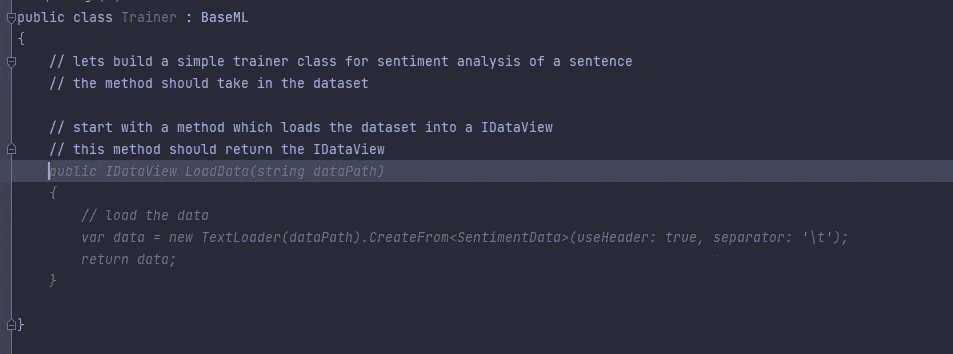 public class Trainer : BaseML
{
    // lets build a simple trainer class for sentiment analysis of a sentence
    // the method should take in the dataset

    // start with a method which loads the dataset into a IDataView
    // this method should return the IDataView
    public IDataView LoadData(string dataPath)
    {
        // load the data
        var data = new TextLoader(dataPath).CreateFrom<SentimentData>(useHeader: true, separator: '\t');
        return data;
    }

}